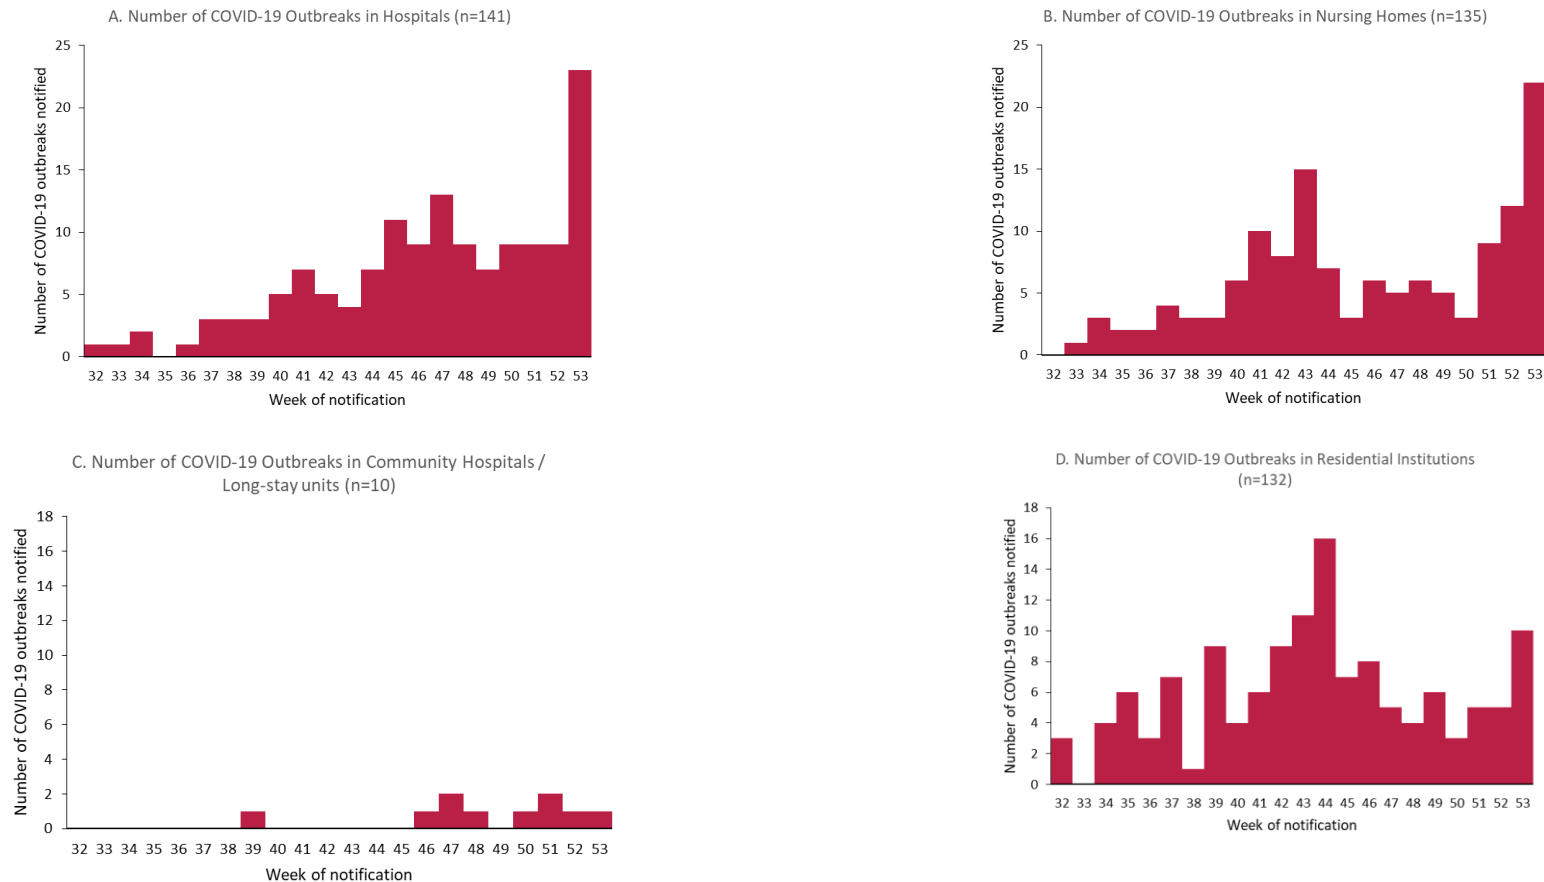 A. Number of COVID-19 Outbreaks in Hospitals (n=141)
Number of COVID-19 outbreaks notified
25
20
15
10
5
0
32 33 34 35 36 37 38 39 40 41 42 43 44 45 46 47 48 49 50 51 52 53
Week of notification
B. Number of COVID-19 Outbreaks in Nursing Homes (n=135)
Number of COVID-19 outbreaks notified
25
20
15
10
5
0
32 33 34 35 36 37 38 39 40 41 42 43 44 45 46 47 48 49 50 51 52 53
Week of notification
C. Number of COVID-19 Outbreaks in Community Hospitals /
Long-stay units (n=10)
Number of COVID-19 outbreaks notified
18
16
14
12
10
8
6
4
2
0
32 33 34 35 36 37 38 39 40 41 42 43 44 45 46 47 48 49 50 51 52 53
Week of notification
D. Number of COVID-19 Outbreaks in Residential Institutions
(n=132)
Number of COVID-19 outbreaks notified
18
16
14
12
10
8
6
4
2
0
32 33 34 35 36 37 38 39 40 41 42 43 44 45 46 47 48 49 50 51 52 53
Week of notification